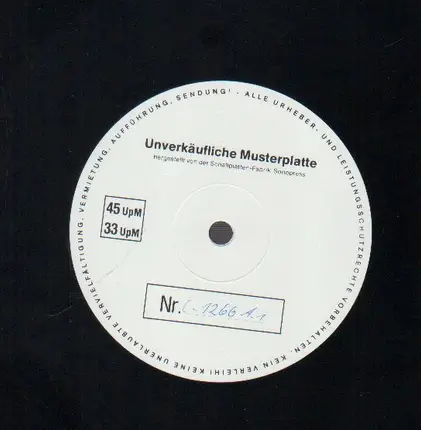 ALLE URHEBER- UND LEISTUNGSSCHUTZRECHTE VORBEHALTEN. KEIN VERLEIH! KEINE UNERLAUBTE VERVIELFÄLTIGUNG, VERMIETUNG, AUFFÜHRUNG, SENDUNG! -
Unverkäufliche Musterplatte
hergestellt von der Schallplatten-Fabrik Sonopress
45 UpM
33 UpM
Nr. 1266